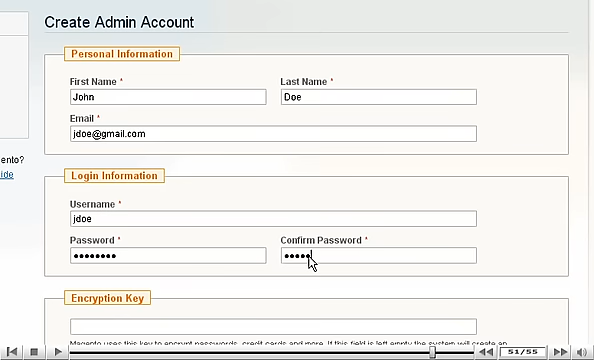 Create Admin Account
Personal Information
First Name * Last Name *
John Doe
Email *
jdoe@gmail.com
ento?
ide
Login Information
Username *
jdoe
Password * Confirm Password *
Encryption Key
Magento uses this key to encrypt passwords, credit cards and more. If this field is left empty the system will create an
51/55